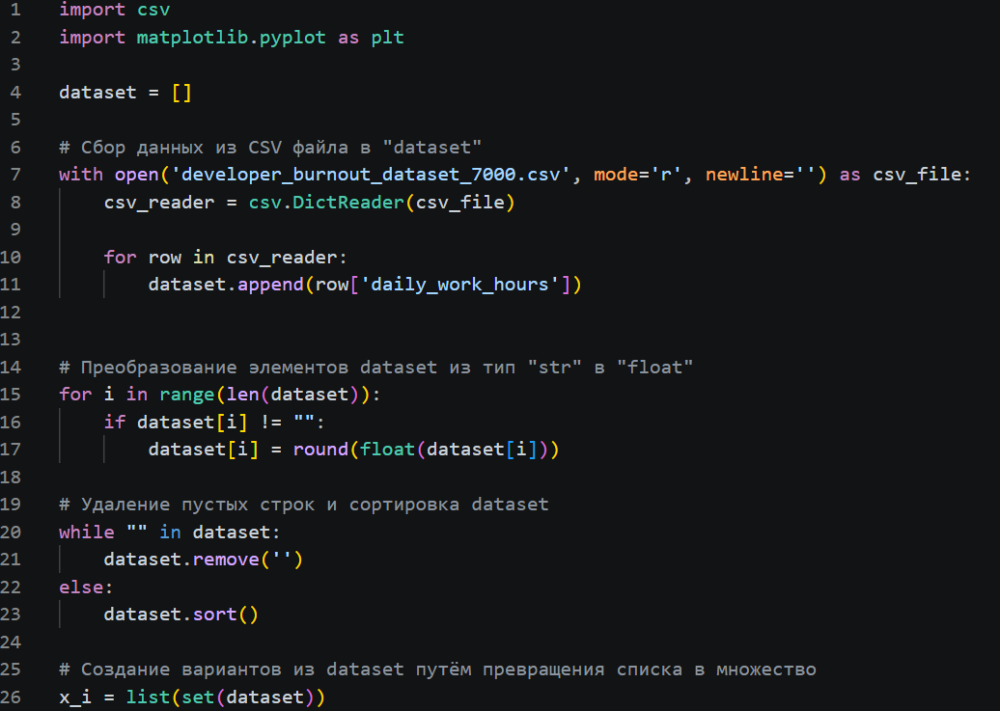 1 import csv
2 import matplotlib.pyplot as plt
3
4 dataset = []
5
6 # Сбор данных из CSV файла в "dataset"
7 with open('developer_burnout_dataset_7000.csv', mode='r', newline='') as csv_file:
8     csv_reader = csv.DictReader(csv_file)
9
10     for row in csv_reader:
11         dataset.append(row['daily_work_hours'])
12
13
14 # Преобразование элементов dataset из тип "str" в "float"
15 for i in range(len(dataset)):
16     if dataset[i] != "":
17         dataset[i] = round(float(dataset[i]))
18
19 # Удаление пустых строк и сортировка dataset
20 while "" in dataset:
21     dataset.remove('')
22 else:
23     dataset.sort()
24
25 # Создание вариантов из dataset путём превращения списка в множество
26 x_i = list(set(dataset))